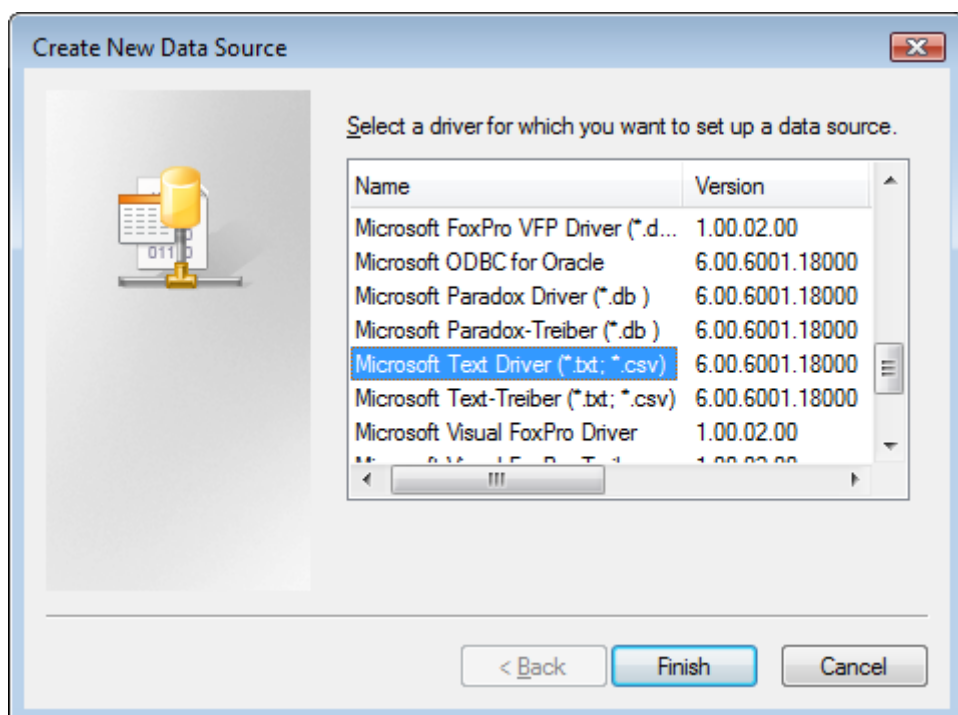 Create New Data Source
Select a driver for which you want to set up a data source.
Name Version
Microsoft FoxPro VFP Driver (*.d... 1.00.02.00
Microsoft ODBC for Oracle 6.00.6001.18000
Microsoft Paradox Driver (*.db ) 6.00.6001.18000
Microsoft Paradox-Treiber (*.db ) 6.00.6001.18000
Microsoft Text Driver (*.txt; *.csv) 6.00.6001.18000
Microsoft Text-Treiber (*.txt; *.csv) 6.00.6001.18000
Microsoft Visual FoxPro Driver 1.00.02.00
< Back Finish Cancel